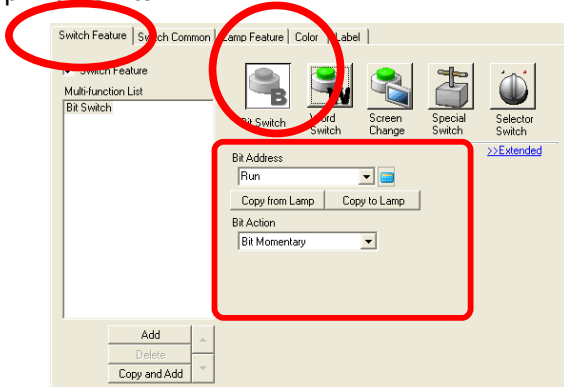 Switch Feature Switch Common Lamp Feature Color Label
Switch Feature
Multi-function List
Bit Switch
Bit Switch
Word Switch
Screen Change
Special Switch
Selector Switch
>>Extended
Bit Address
Run
Copy from Lamp Copy to Lamp
Bit Action
Bit Momentary
Add
Delete
Copy and Add